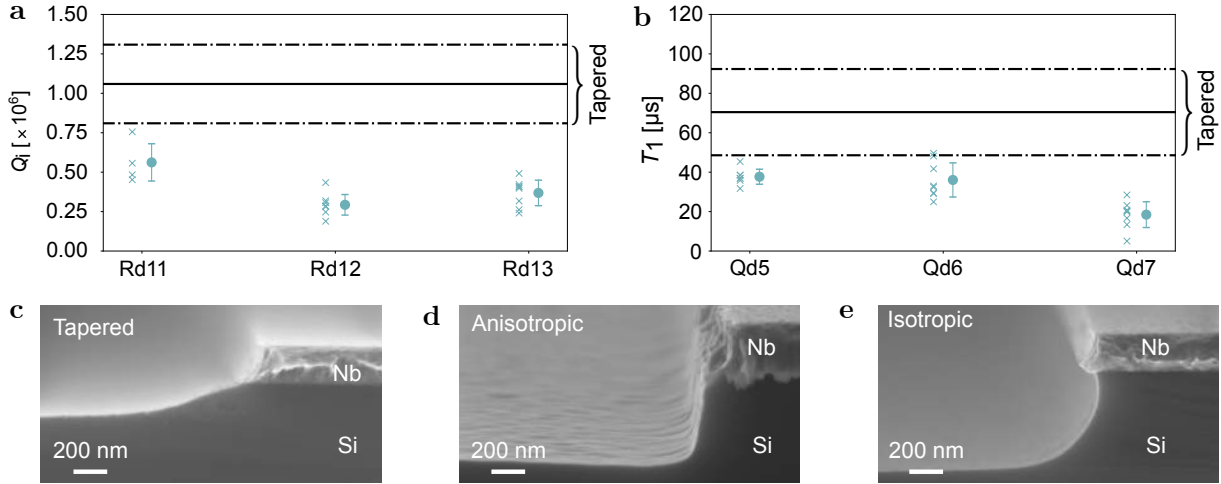 a
1.50
1.25
1.00
0.75
0.50
0.25
0.00
Qi [× 10⁶]
Tapered
Rd11 Rd12 Rd13
b
120
100
80
60
40
20
0
T1 [µs]
Tapered
Qd5 Qd6 Qd7
c
Tapered
Nb
Si
200 nm
d
Anisotropic
Nb
Si
200 nm
e
Isotropic
Nb
Si
200 nm